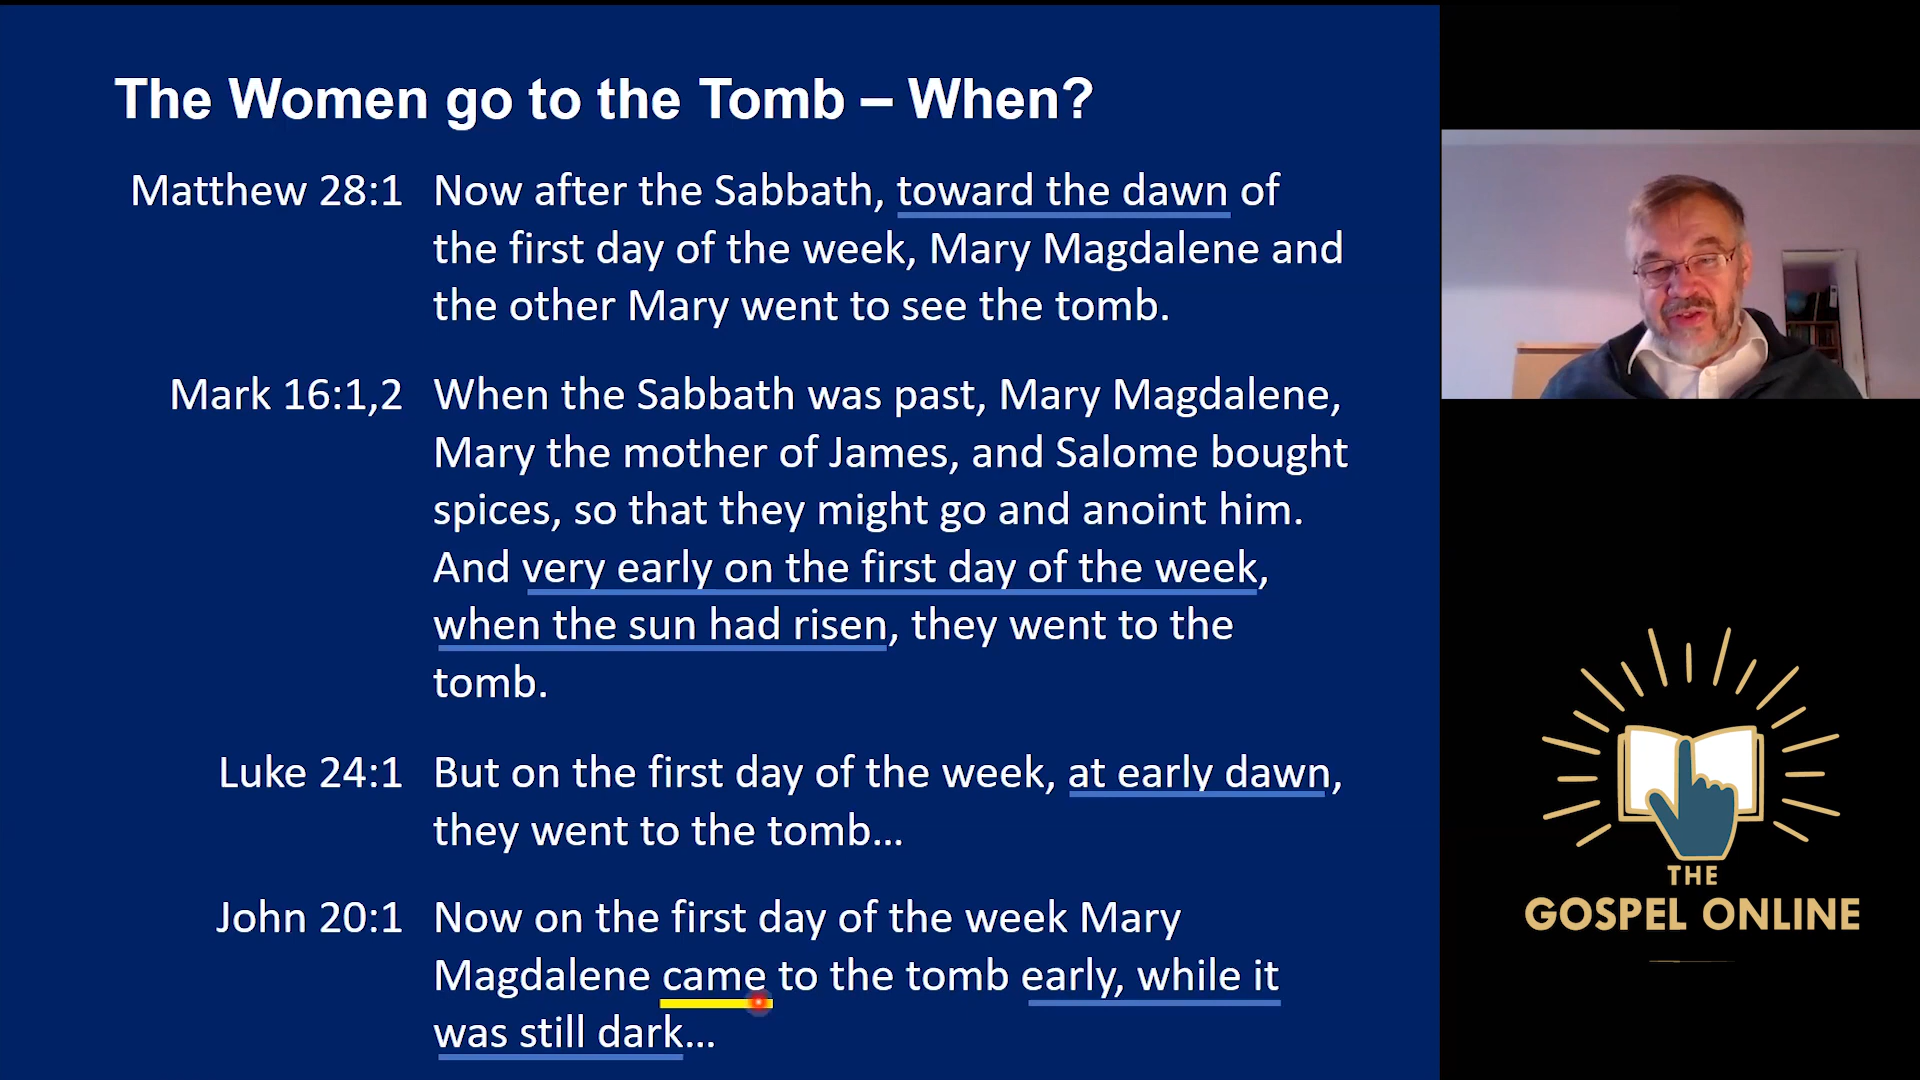 The Women go to the Tomb – When?
Matthew 28:1 Now after the Sabbath, toward the dawn of
the first day of the week, Mary Magdalene and
the other Mary went to see the tomb.
Mark 16:1,2 When the Sabbath was past, Mary Magdalene,
Mary the mother of James, and Salome bought
spices, so that they might go and anoint him.
And very early on the first day of the week,
when the sun had risen, they went to the
tomb.
Luke 24:1 But on the first day of the week, at early dawn,
they went to the tomb…
John 20:1 Now on the first day of the week Mary
Magdalene came to the tomb early, while it
was still dark…
THE
GOSPEL ONLINE